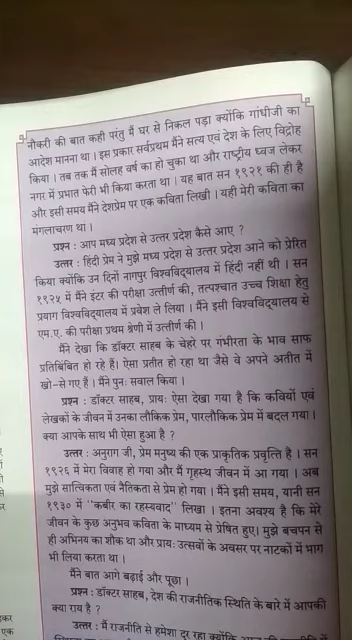 नौकरी की बात कही परंतु मैं घर से निकल पड़ा क्योंकि गांधीजी का
आदेश मानना था । इस प्रकार सर्वप्रथम मैंने सत्य एवं देश के लिए विद्रोह
किया । तब तक मैं सोलह वर्ष का हो चुका था और राष्ट्रीय ध्वज लेकर
नगर में प्रभात फेरी भी किया करता था । यह बात सन १९२१ की ही है
और इसी समय मैंने देशप्रेम पर एक कविता लिखी । यही मेरी कविता का
मंगलाचरण था ।
प्रश्न : आप मध्य प्रदेश से उत्तर प्रदेश कैसे आए ?
उत्तर : हिंदी प्रेम ने मुझे मध्य प्रदेश से उत्तर प्रदेश आने को प्रेरित
किया क्योंकि उन दिनों नागपुर विश्वविद्यालय में हिंदी नहीं थी । सन
१९२५ में मैंने इंटर की परीक्षा उत्तीर्ण की, तत्पश्चात उच्च शिक्षा हेतु
प्रयाग विश्वविद्यालय में प्रवेश ले लिया । मैंने इसी विश्वविद्यालय से
एम.ए. की परीक्षा प्रथम श्रेणी में उत्तीर्ण की ।
मैंने देखा कि डॉक्टर साहब के चेहरे पर गंभीरता के भाव साफ
प्रतिबिंबित हो रहे हैं। ऐसा प्रतीत हो रहा था जैसे वे अपने अतीत में
खो-से गए हैं । मैंने पुनः सवाल किया ।
प्रश्न : डॉक्टर साहब, प्रायः ऐसा देखा गया है कि कवियों एवं
लेखकों के जीवन में उनका लौकिक प्रेम, पारलौकिक प्रेम में बदल गया ।
क्या आपके साथ भी ऐसा हुआ है ?
उत्तर : अनुराग जी, प्रेम मनुष्य की एक प्राकृतिक प्रवृत्ति है । सन
१९२६ में मेरा विवाह हो गया और मैं गृहस्थ जीवन में आ गया । अब
मुझे सात्विकता एवं नैतिकता से प्रेम हो गया । मैंने इसी समय, यानी सन
१९३० में ''कबीर का रहस्यवाद'' लिखा । इतना अवश्य है कि मेरे
जीवन के कुछ अनुभव कविता के माध्यम से प्रेषित हुए। मुझे बचपन से
ही अभिनय का शौक था और प्रायः उत्सवों के अवसर पर नाटकों में भाग
भी लिया करता था ।
मैंने बात आगे बढ़ाई और पूछा ।
प्रश्न : डॉक्टर साहब, देश की राजनीतिक स्थिति के बारे में आपकी
क्या राय है ?
उत्तर : मैं राजनीति से हमेशा दूर रहा क्योंकि